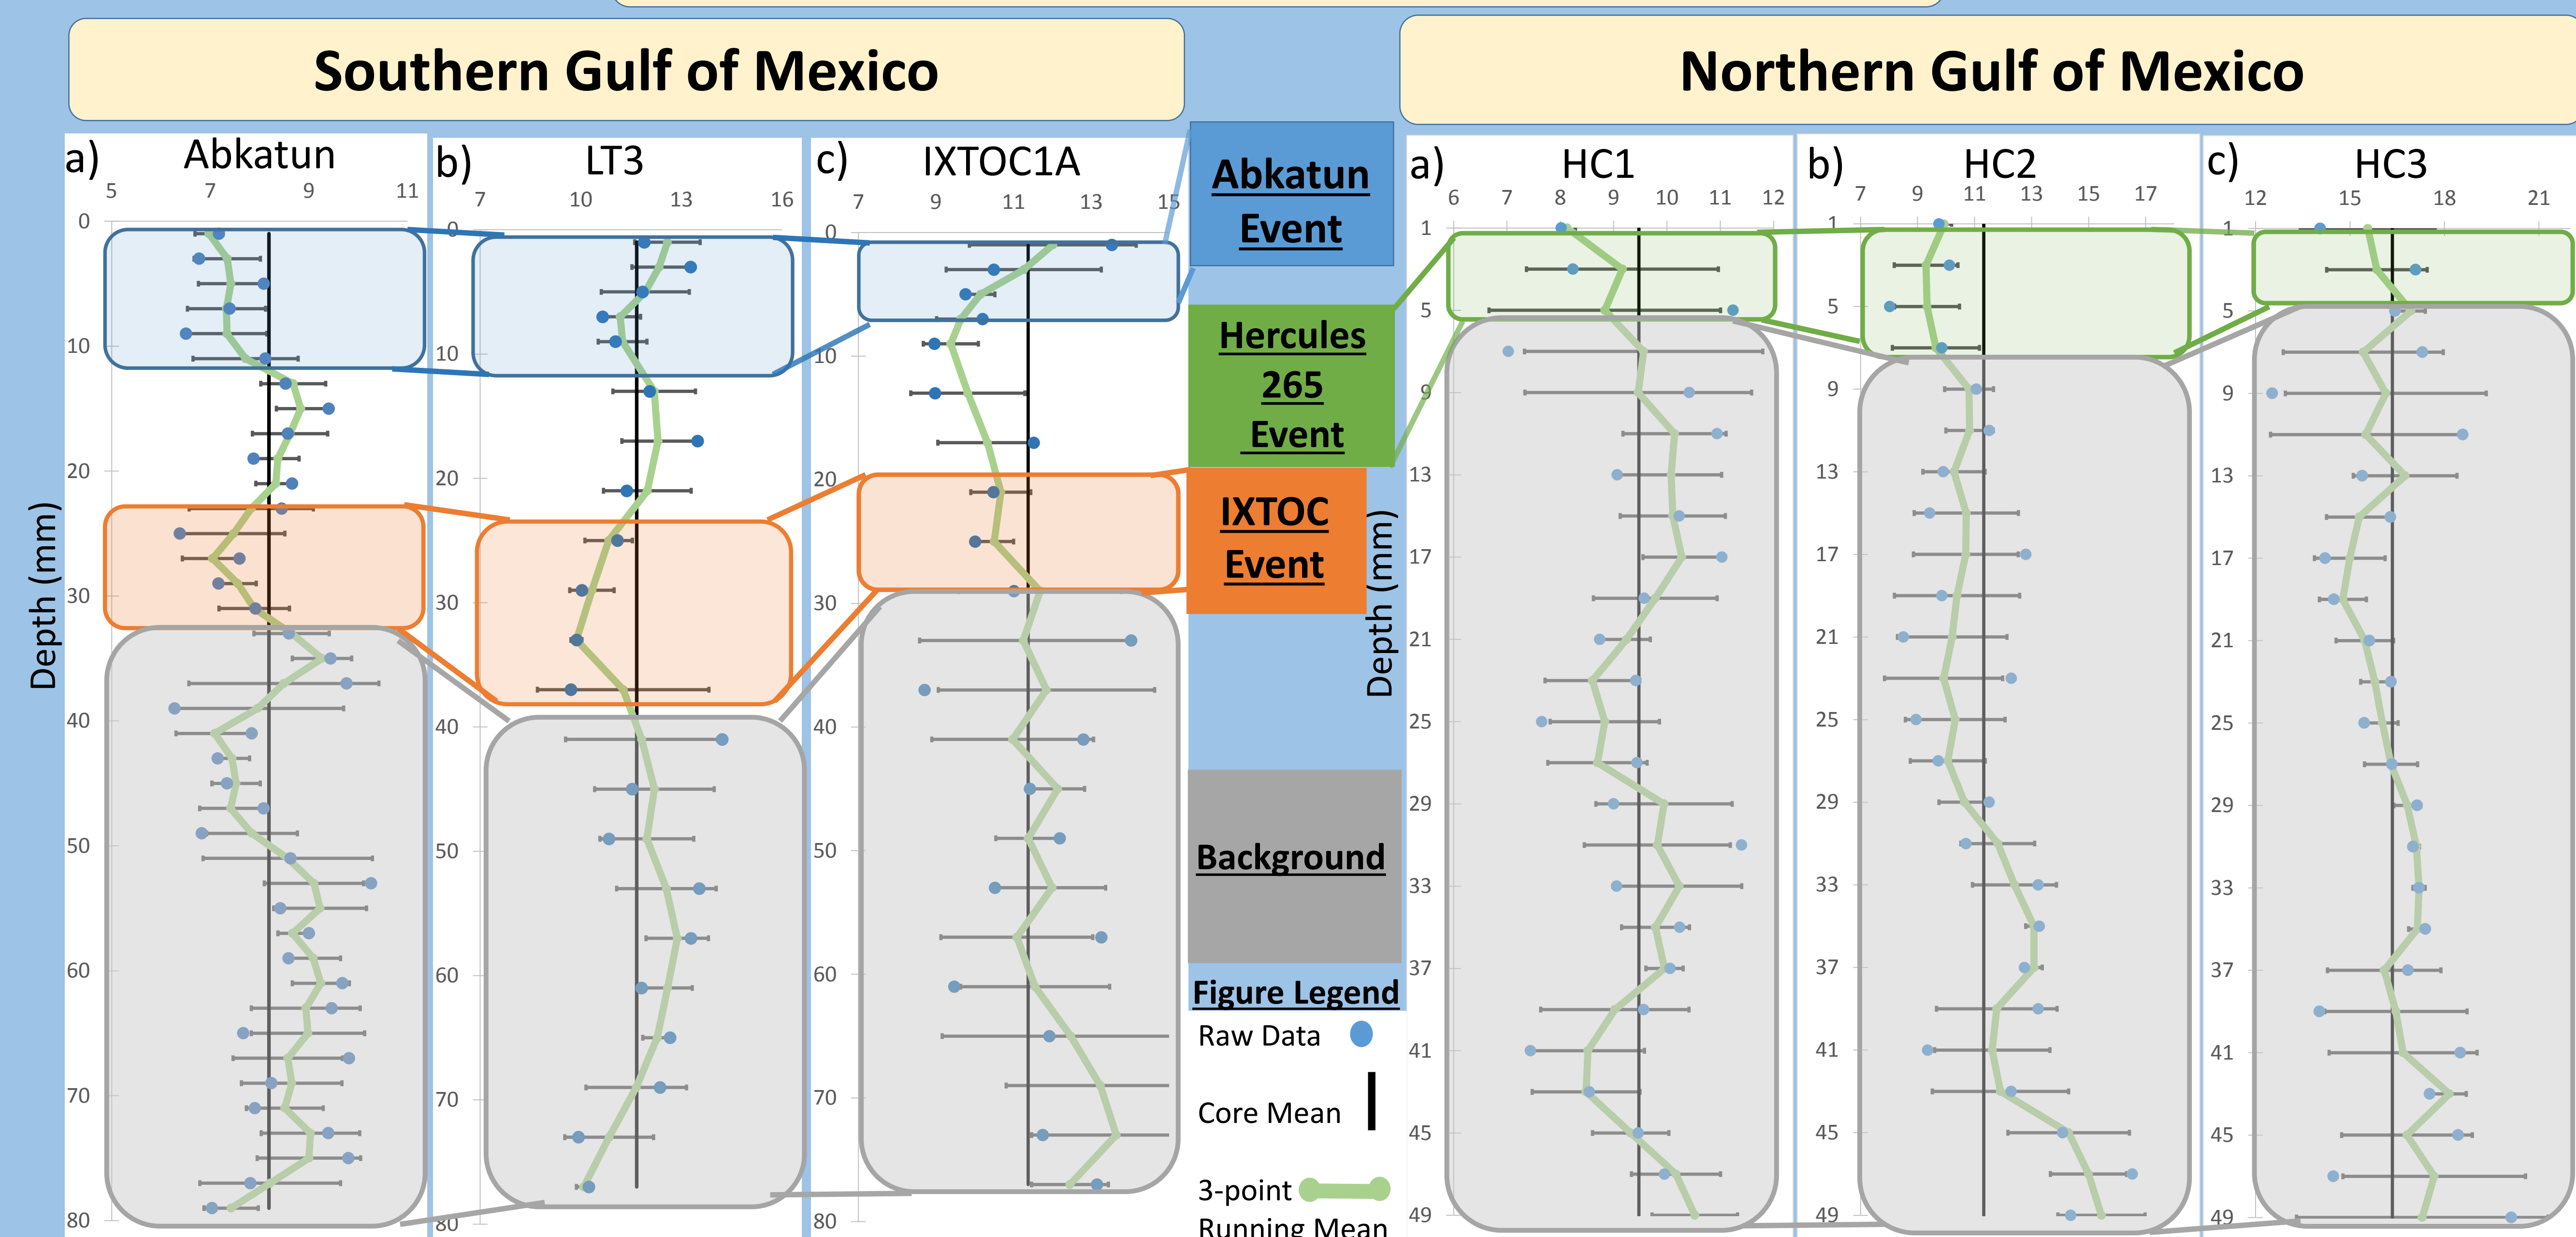 Southern Gulf of Mexico
Northern Gulf of Mexico
a) Abkatun
5 7 9 11
0
10
20
30
40
50
60
70
80
Depth (mm)
b) LT3
7 10 13 16
0
10
20
30
40
50
60
70
80
c) IXTOC1A
7 9 11 13 15
0
10
20
30
40
50
60
70
80
Abkatun
Event
Hercules
265
Event
IXTOC
Event
Background
Figure Legend
Raw Data
Core Mean
3-point
Running Mean
a) HC1
6 7 8 9 10 11 12
1
5
9
13
17
21
25
29
33
37
41
45
49
Depth (mm)
b) HC2
7 9 11 13 15 17
1
5
9
13
17
21
25
29
33
37
41
45
49
c) HC3
12 15 18 21
1
5
9
13
17
21
25
29
33
37
41
45
49